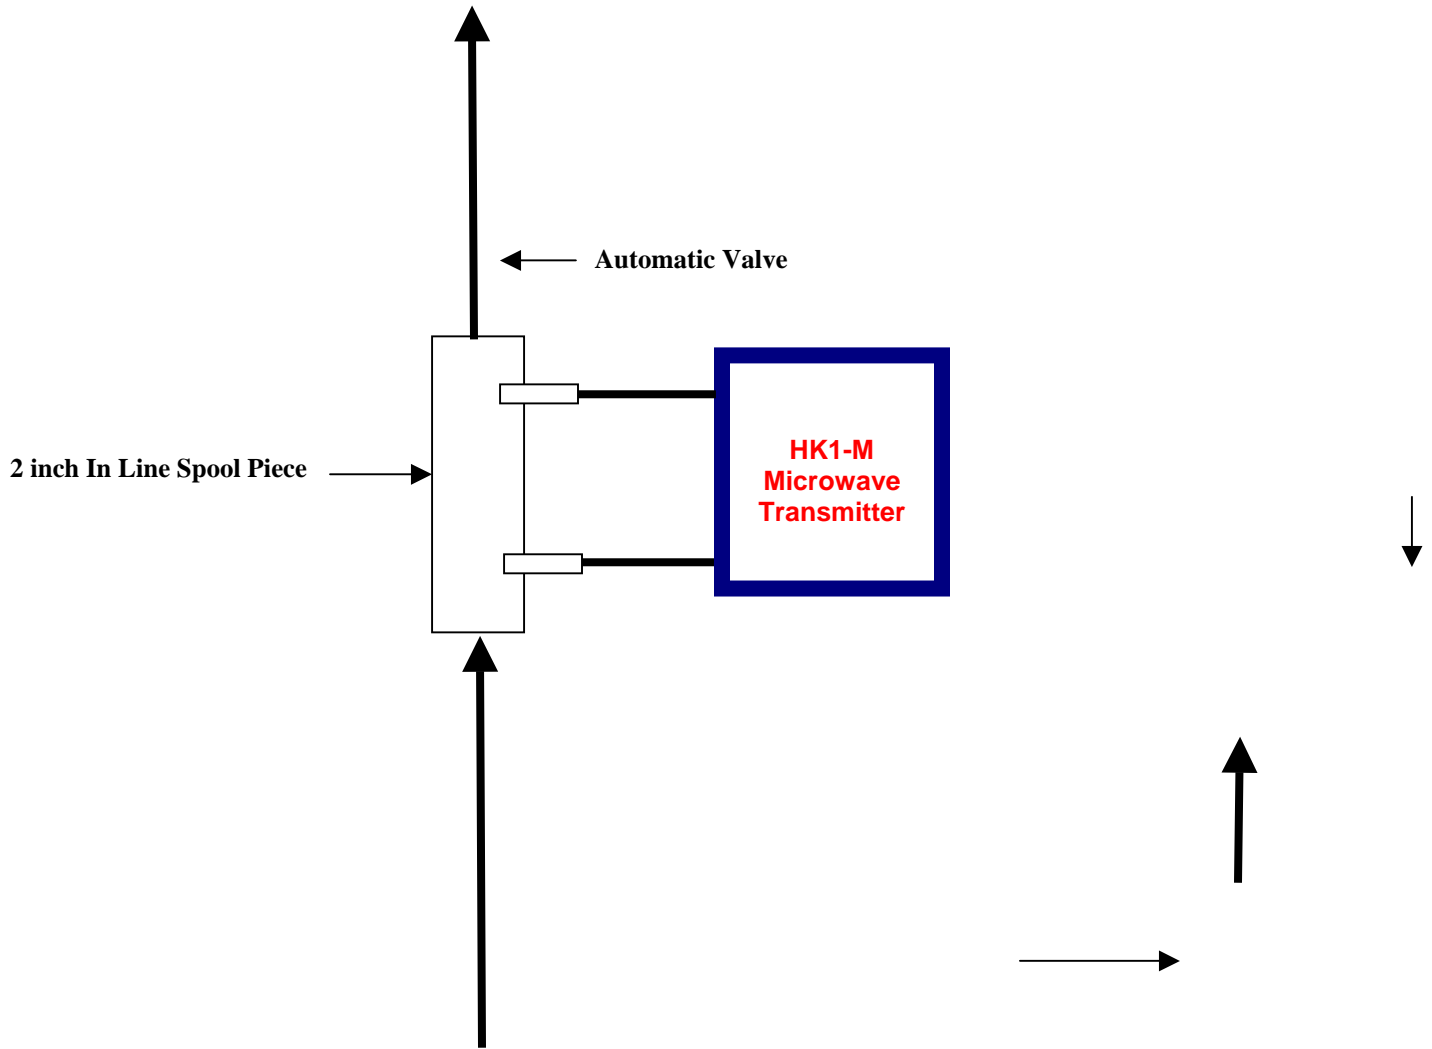 Automatic Valve
HK1-M
Microwave
Transmitter
2 inch In Line Spool Piece